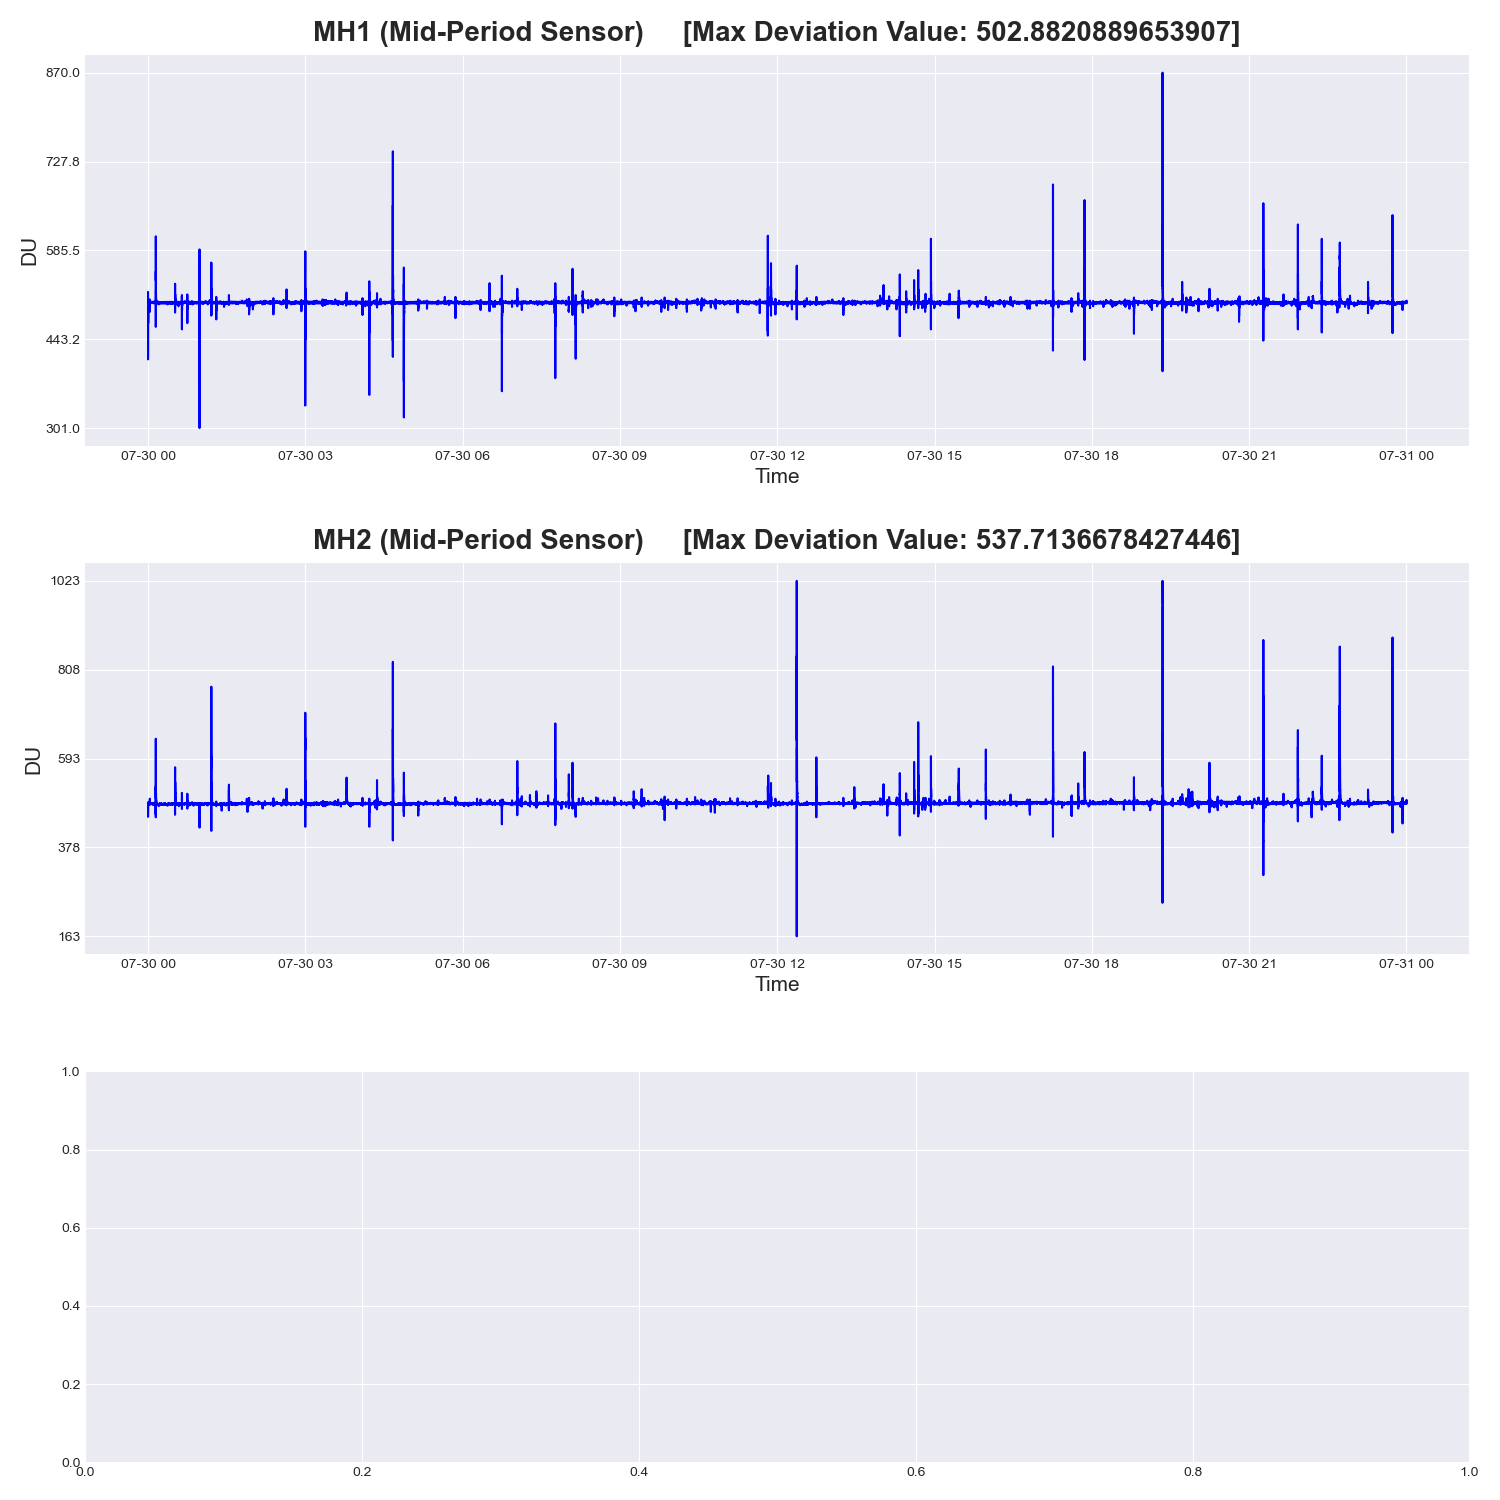 MH1 (Mid-Period Sensor) [Max Deviation Value: 502.8820889653907]
870.0
727.8
585.5
443.2
301.0
DU
07-30 00 07-30 03 07-30 06 07-30 09 07-30 12 07-30 15 07-30 18 07-30 21 07-31 00
Time
MH2 (Mid-Period Sensor) [Max Deviation Value: 537.7136678427446]
1023
808
593
378
163
DU
07-30 00 07-30 03 07-30 06 07-30 09 07-30 12 07-30 15 07-30 18 07-30 21 07-31 00
Time
1.0
0.8
0.6
0.4
0.2
0.0
0.0 0.2 0.4 0.6 0.8 1.0